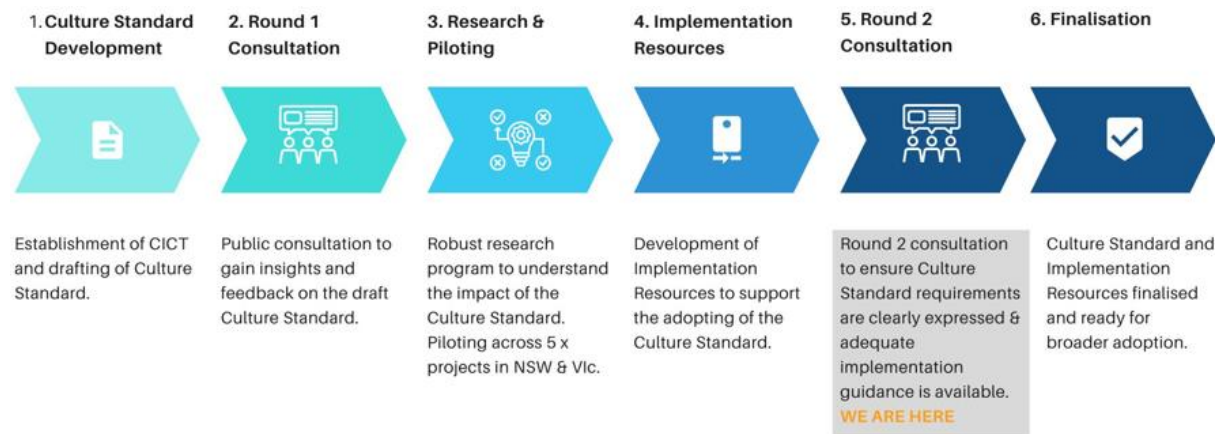 1. Culture Standard
Development
2. Round 1
Consultation
3. Research &
Piloting
4. Implementation
Resources
5. Round 2
Consultation
6. Finalisation
Establishment of CICT
and drafting of Culture
Standard.
Public consultation to
gain insights and
feedback on the draft
Culture Standard.
Robust research
program to understand
the impact of the
Culture Standard.
Piloting across 5 x
projects in NSW & VIc.
Development of
Implementation
Resources to support
the adopting of the
Culture Standard.
Round 2 consultation
to ensure Culture
Standard requirements
are clearly expressed &
adequate
implementation
guidance is available.
WE ARE HERE
Culture Standard and
Implementation
Resources finalised
and ready for
broader adoption.